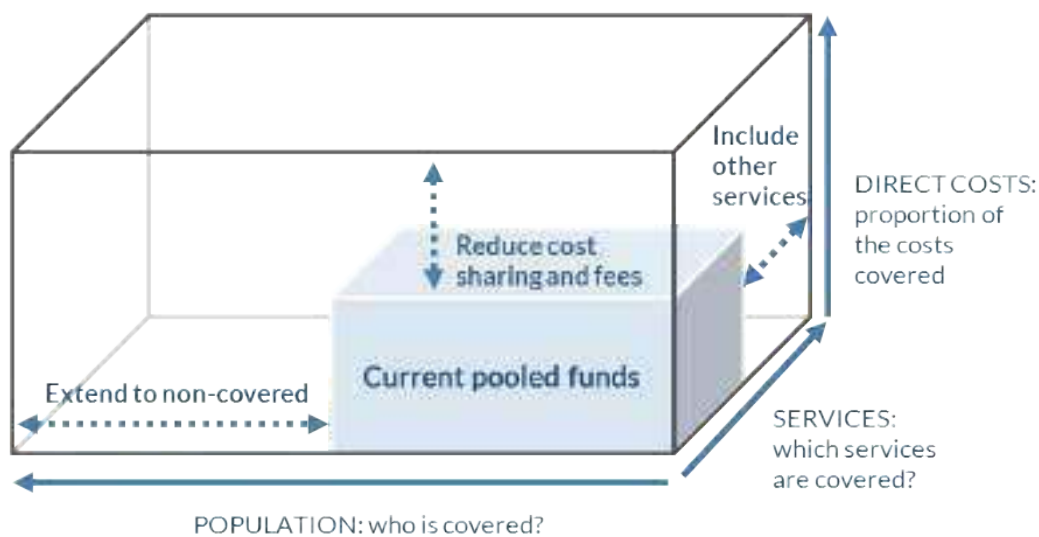 Include
other
services
DIRECT COSTS:
proportion of
the costs
covered
Reduce cost
sharing and fees
Current pooled funds
Extend to non-covered
SERVICES:
which services
are covered?
POPULATION: who is covered?